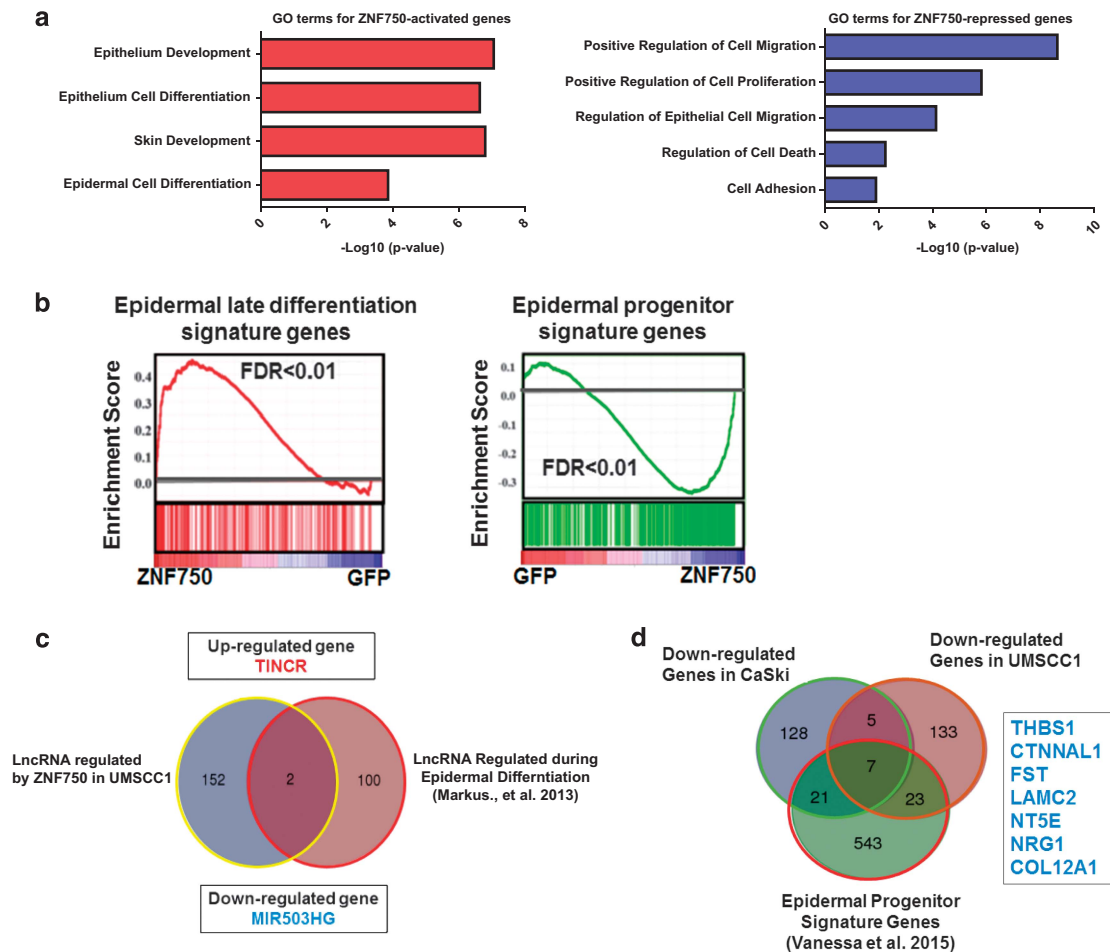 a
GO terms for ZNF750-activated genes
Epithelium Development
Epithelium Cell Differentiation
Skin Development
Epidermal Cell Differentiation
0 2 4 6 8
-Log10 (p-value)
GO terms for ZNF750-repressed genes
Positive Regulation of Cell Migration
Positive Regulation of Cell Proliferation
Regulation of Epithelial Cell Migration
Regulation of Cell Death
Cell Adhesion
0 2 4 6 8 10
-Log10 (p-value)
b
Epidermal late differentiation
signature genes
Enrichment Score
0.4
0.3
0.2
0.1
0.0
FDR<0.01
ZNF750 GFP
Epidermal progenitor
signature genes
Enrichment Score
0.1
0.0
-0.1
-0.2
-0.3
FDR<0.01
GFP ZNF750
c
Up-regulated gene
TINCR
LncRNA regulated
by ZNF750 in UMSCC1
152 2 100
LncRNA Regulated during
Epidermal Differntiation
(Markus., et al. 2013)
Down-regulated gene
MIR503HG
d
Down-regulated
Genes in CaSki
Down-regulated
Genes in UMSCC1
128 5 133
7
21 23
543
Epidermal Progenitor
Signature Genes
(Vanessa et al. 2015)
THBS1
CTNNAL1
FST
LAMC2
NT5E
NRG1
COL12A1